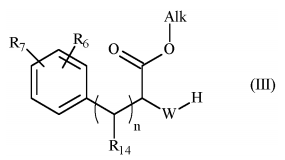 Alk
R7 R6 O O
H
(III)
W
( )n
R14